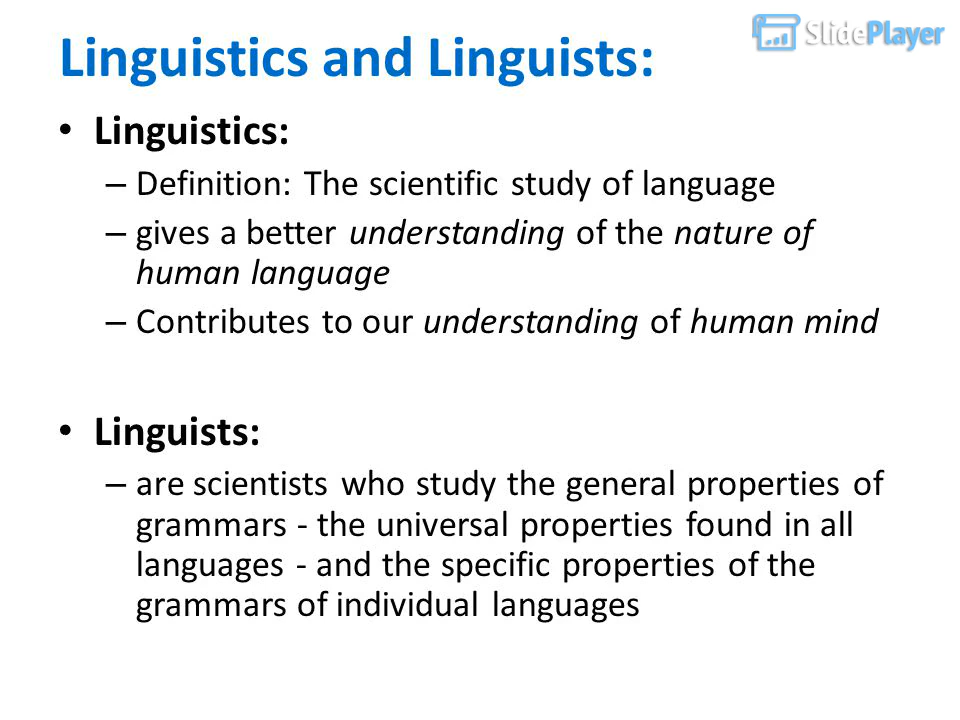 SlidePlayer
Linguistics and Linguists:
• Linguistics:
– Definition: The scientific study of language
– gives a better understanding of the nature of
human language
– Contributes to our understanding of human mind
• Linguists:
– are scientists who study the general properties of
grammars - the universal properties found in all
languages - and the specific properties of the
grammars of individual languages